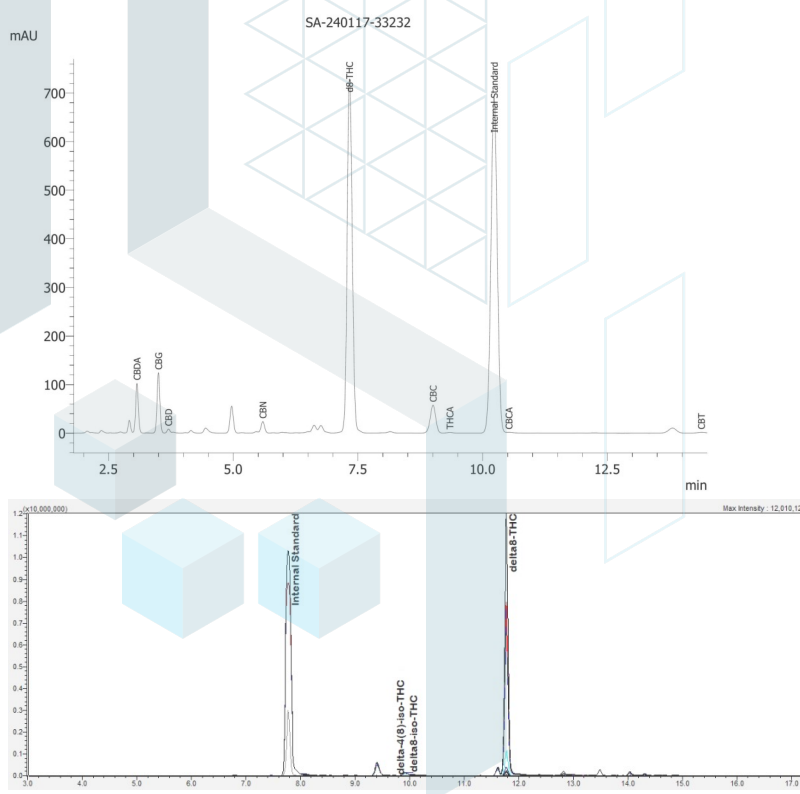 SA-240117-33232
mAU
d8-THC
Internal Standard
700
600
500
400
300
200
100
0
CBDA
CBG
CBD
CBN
CBC
THCA
CBCA
CBT
2.5 5.0 7.5 10.0 12.5
min
(x10,000,000)
Max Intensity : 12,010,12
1.2
1.1
1.0
0.9
0.8
0.7
0.6
0.5
0.4
0.3
0.2
0.1
0.0
Internal Standard
delta-4(8)-iso-THC
delta8-iso-THC
delta8-THC
3.0 4.0 5.0 6.0 7.0 8.0 9.0 10.0 11.0 12.0 13.0 14.0 15.0 16.0 17.0